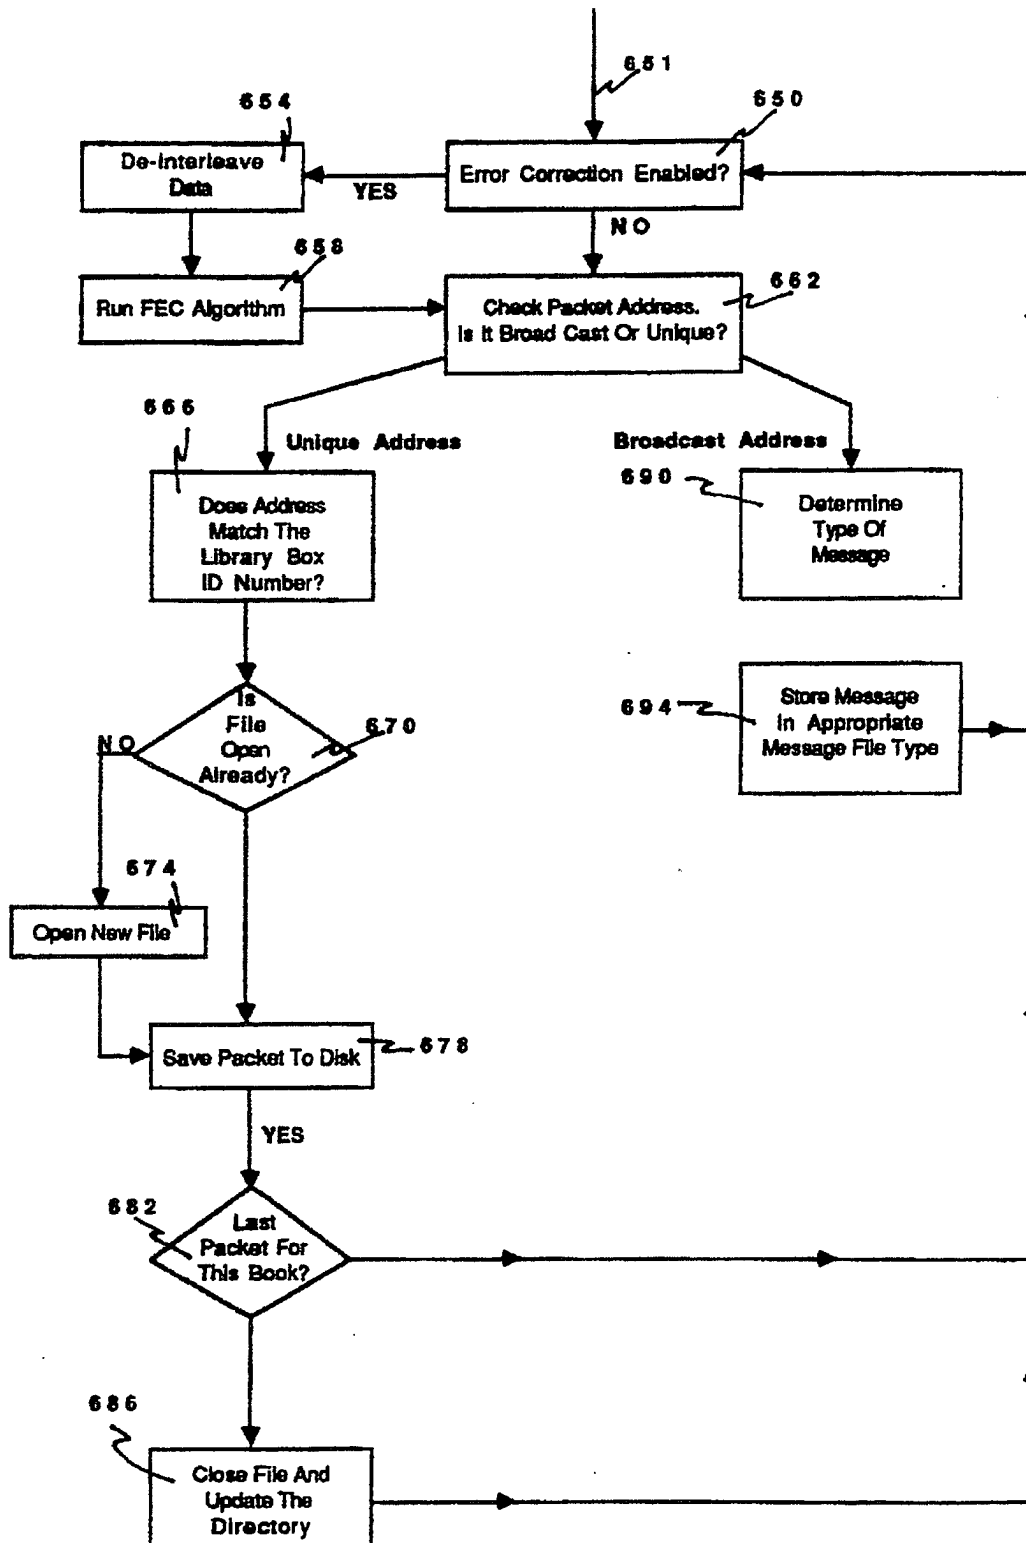 651
650
654
De-Interleave
Data
YES
Error Correction Enabled?
NO
658
Run FEC Algorithm
662
Check Packet Address.
Is It Broad Cast Or Unique?
666
Unique Address
Broadcast Address
690
Does Address
Match The
Library Box
ID Number?
Determine
Type Of
Message
694
Store Message
In Appropriate
Message File Type
Is
File
Open
Already?
670
NO
674
Open New File
Save Packet To Disk
678
YES
682
Last
Packet For
This Book?
686
Close File And
Update The
Directory